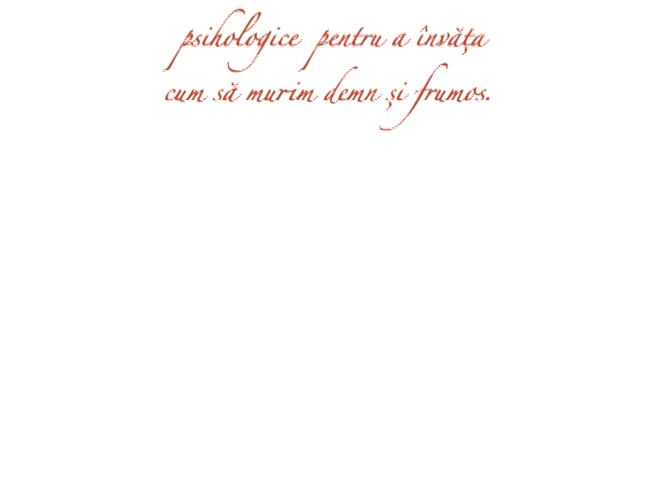 psihologice pentru a învăța
cum să murim demn și frumos.